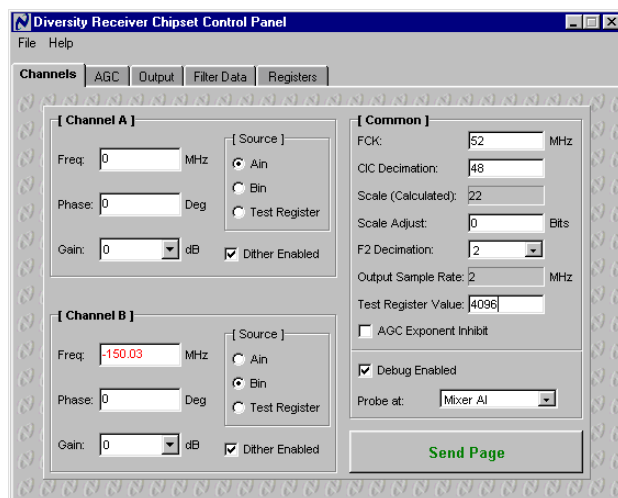 Diversity Receiver Chipset Control Panel
File Help
Channels AGC Output Filter Data Registers
[ Channel A ]
Freq: 0 MHz
Phase: 0 Deg
Gain: 0 dB
[ Source ]
Ain
Bin
Test Register
Dither Enabled
[ Channel B ]
Freq: -150.03 MHz
Phase: 0 Deg
Gain: 0 dB
[ Source ]
Ain
Bin
Test Register
Dither Enabled
[ Common ]
FCK: 52 MHz
CIC Decimation: 48
Scale (Calculated): 22
Scale Adjust: 0 Bits
F2 Decimation: 2
Output Sample Rate: 2 MHz
Test Register Value: 4096
AGC Exponent Inhibit
Debug Enabled
Probe at: Mixer AI
Send Page